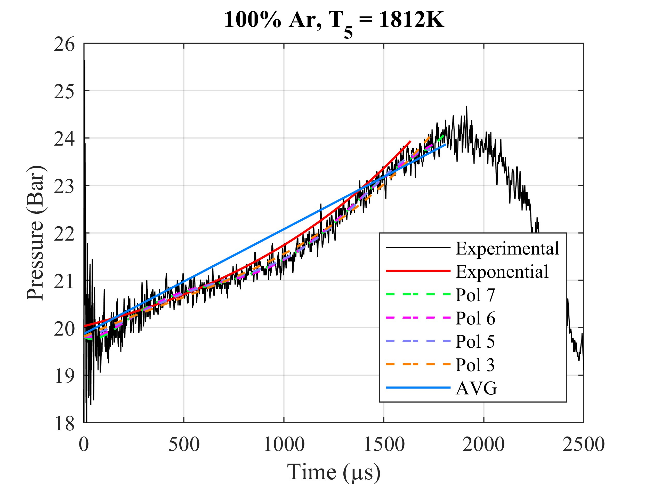 100% Ar, T5 = 1812K
26
25
24
23
22
21
20
19
18
Pressure (Bar)
Experimental
Exponential
Pol 7
Pol 6
Pol 5
Pol 3
AVG
0 500 1000 1500 2000 2500
Time (µs)